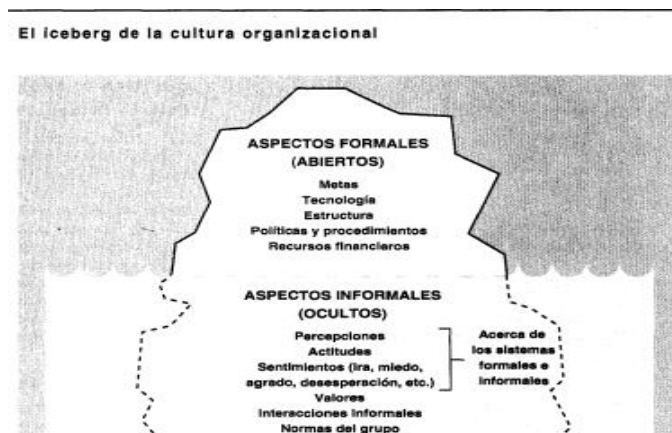 El iceberg de la cultura organizacional
ASPECTOS FORMALES
(ABIERTOS)
Metas
Tecnología
Estructura
Políticas y procedimientos
Recursos financieros
ASPECTOS INFORMALES
(OCULTOS)
Percepciones
Actitudes
Sentimientos (ira, miedo,
agrado, desesperación, etc.)
Acerca de
los sistemas
formales e
informales
Valores
Interacciones informales
Normas del grupo